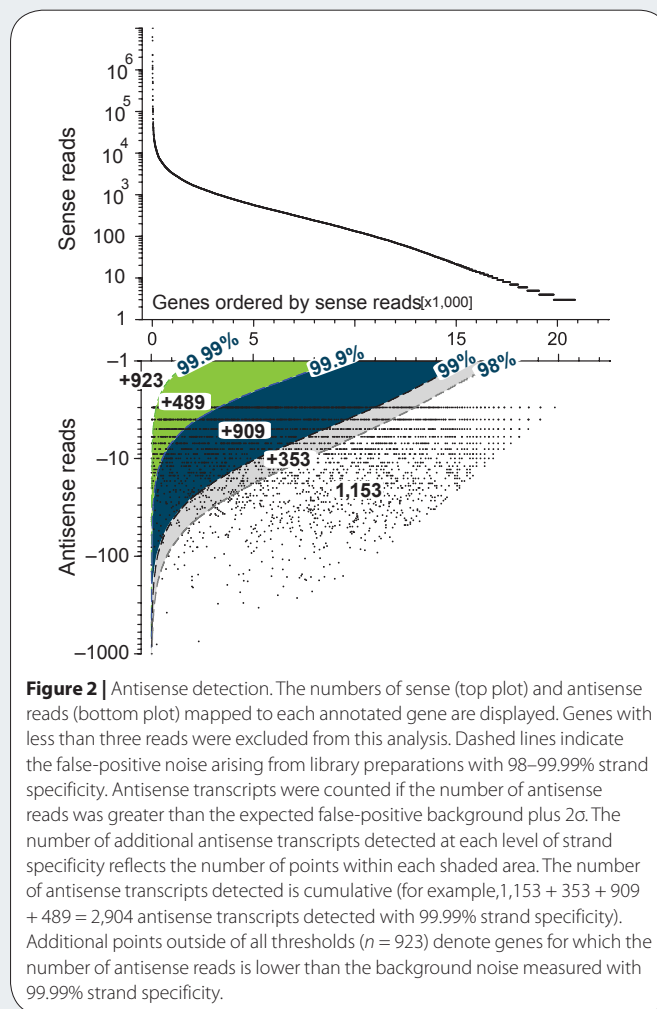 Sense reads
10^6
10^5
10^4
10^3
100
10
1
Genes ordered by sense reads[x1,000]
0 5 15 20
99.99% 99.9% 99% 98%
Antisense reads
–1
–10
–100
–1000
+923
+489
+909
+353
1,153
Figure 2 | Antisense detection. The numbers of sense (top plot) and antisense
reads (bottom plot) mapped to each annotated gene are displayed. Genes with
less than three reads were excluded from this analysis. Dashed lines indicate
the false-positive noise arising from library preparations with 98–99.99% strand
specificity. Antisense transcripts were counted if the number of antisense
reads was greater than the expected false-positive background plus 2σ. The
number of additional antisense transcripts detected at each level of strand
specificity reflects the number of points within each shaded area. The number
of antisense transcripts detected is cumulative (for example,1,153 + 353 + 909
+ 489 = 2,904 antisense transcripts detected with 99.99% strand specificity).
Additional points outside of all thresholds (n = 923) denote genes for which the
number of antisense reads is lower than the background noise measured with
99.99% strand specificity.